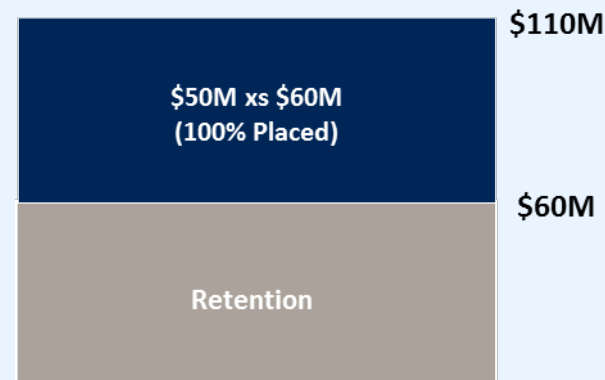 $110M
$50M xs $60M
(100% Placed)
$60M
Retention